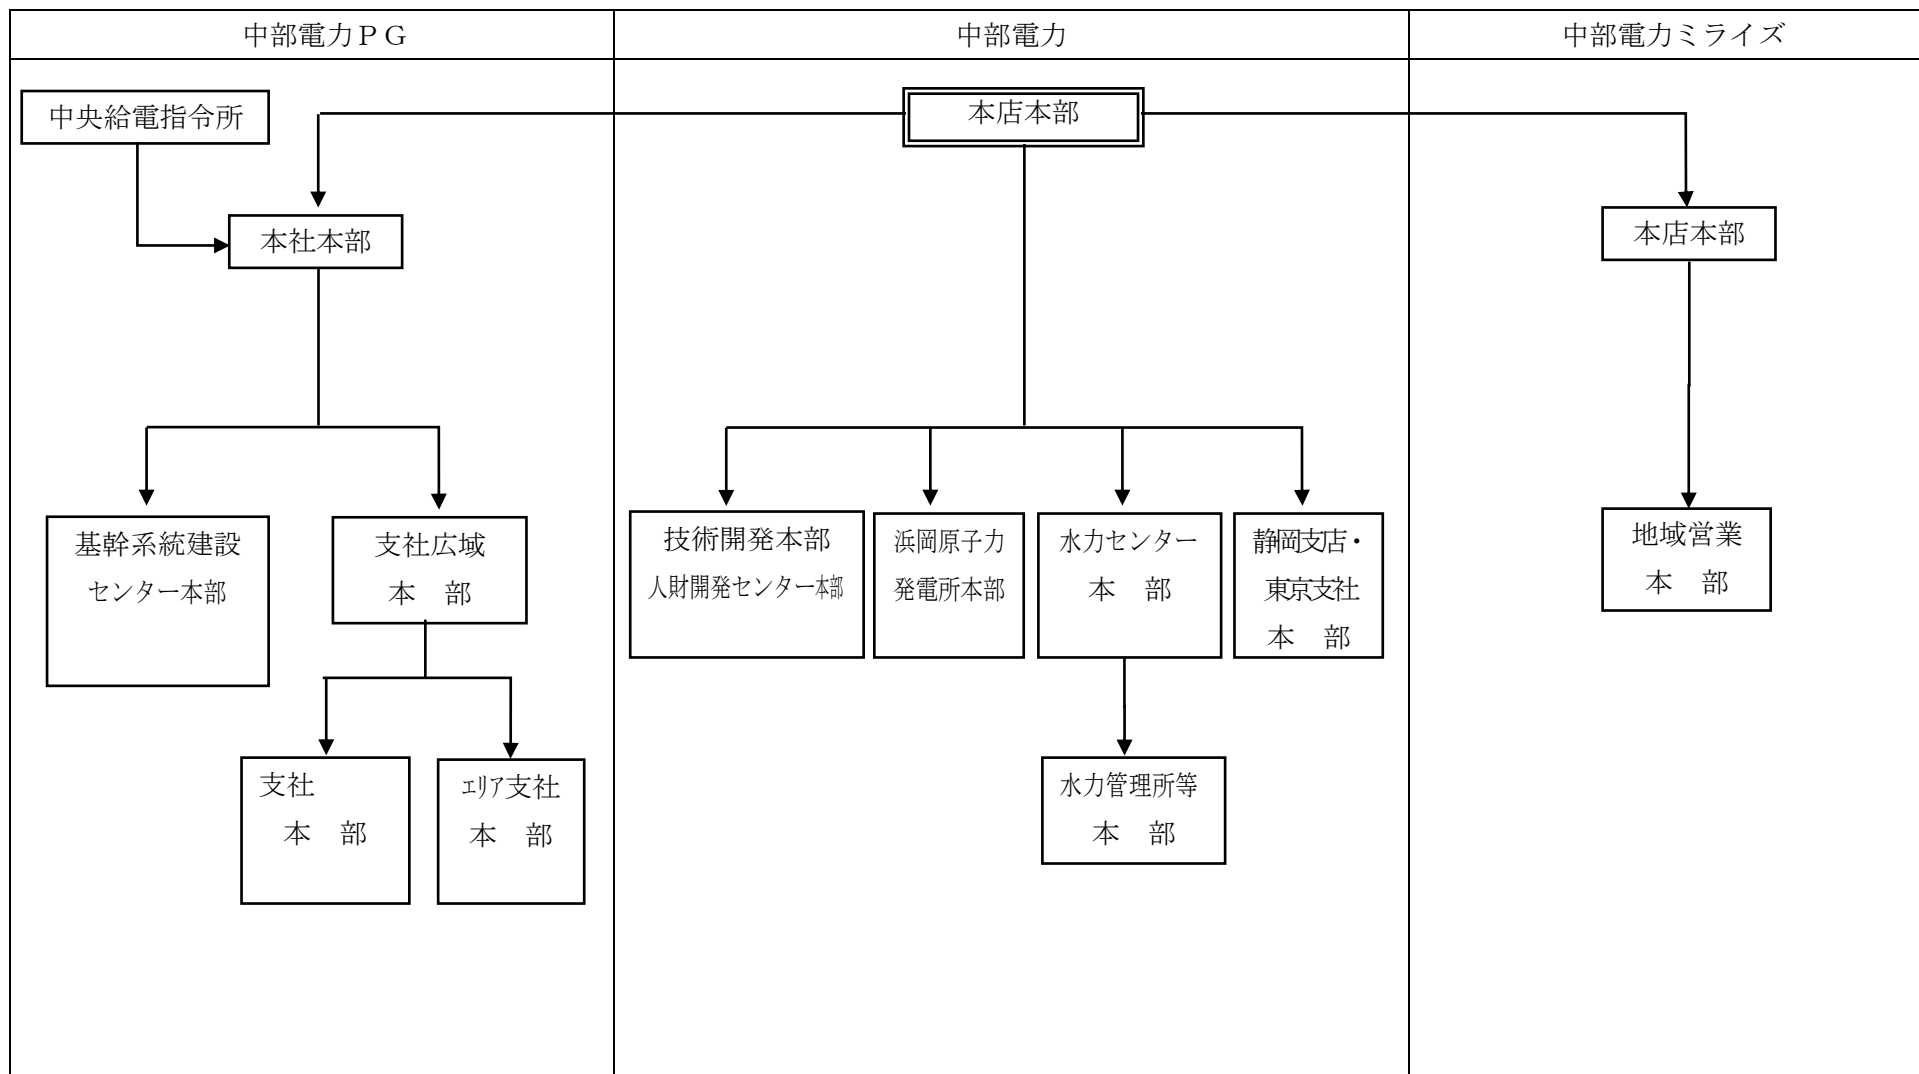 中部電力ＰＧ
中部電力
中部電力ミライズ
中央給電指令所
本店本部
本社本部
本店本部
基幹系統建設
センター本部
支社広域
本　部
技術開発本部
人財開発センター本部
浜岡原子力
発電所本部
水力センター
本　部
静岡支店・
東京支社
本　部
地域営業
本　部
支社
本　部
ｴﾘｱ支社
本　部
水力管理所等
本　部